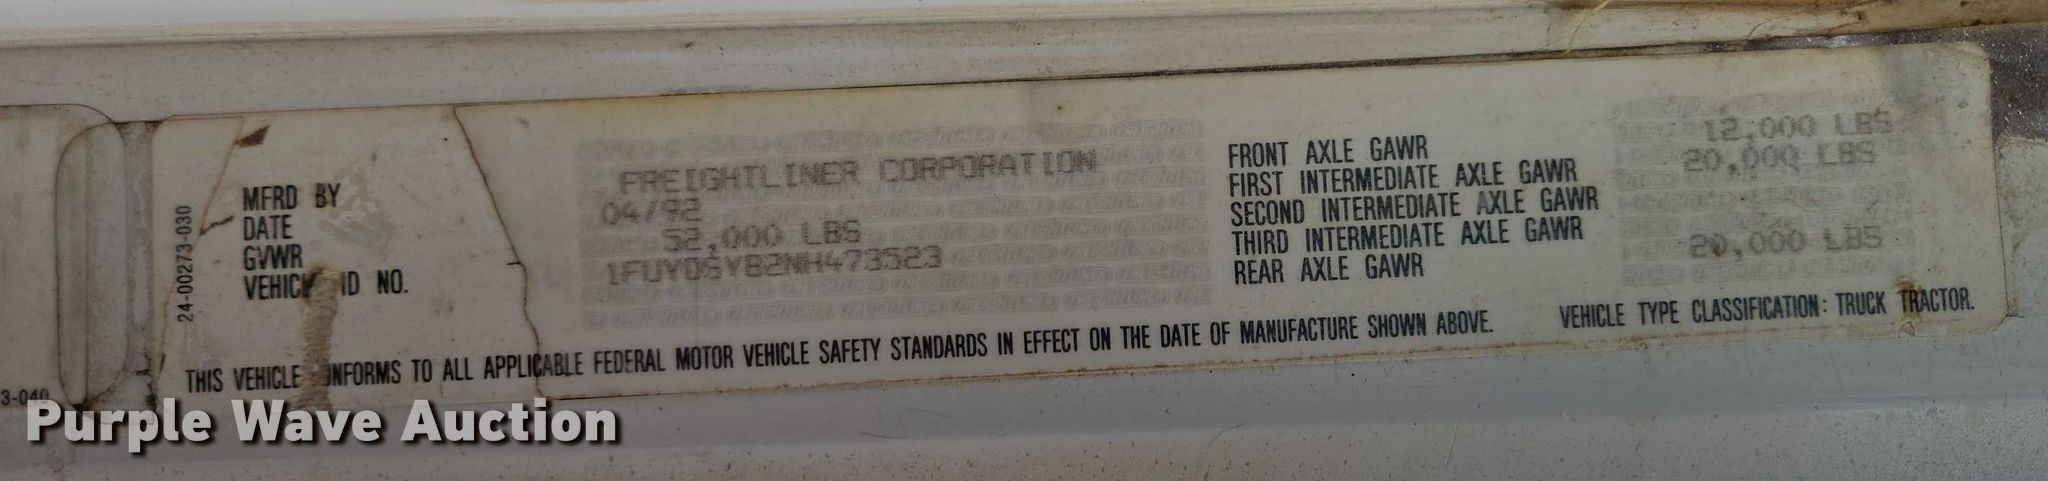 MFRD BY FREIGHTLINER CORPORATION
DATE 04/92
GVWR 52,000 LBS
VEHIC ID NO. 1FUYDSYB2NH473523
24-00273-030
FRONT AXLE GAWR 12,000 LBS
FIRST INTERMEDIATE AXLE GAWR 20,000 LBS
SECOND INTERMEDIATE AXLE GAWR
THIRD INTERMEDIATE AXLE GAWR
REAR AXLE GAWR 20,000 LBS
THIS VEHICLE ONFORMS TO ALL APPLICABLE FEDERAL MOTOR VEHICLE SAFETY STANDARDS IN EFFECT ON THE DATE OF MANUFACTURE SHOWN ABOVE. VEHICLE TYPE CLASSIFICATION: TRUCK TRACTOR.
3-040
Purple Wave Auction